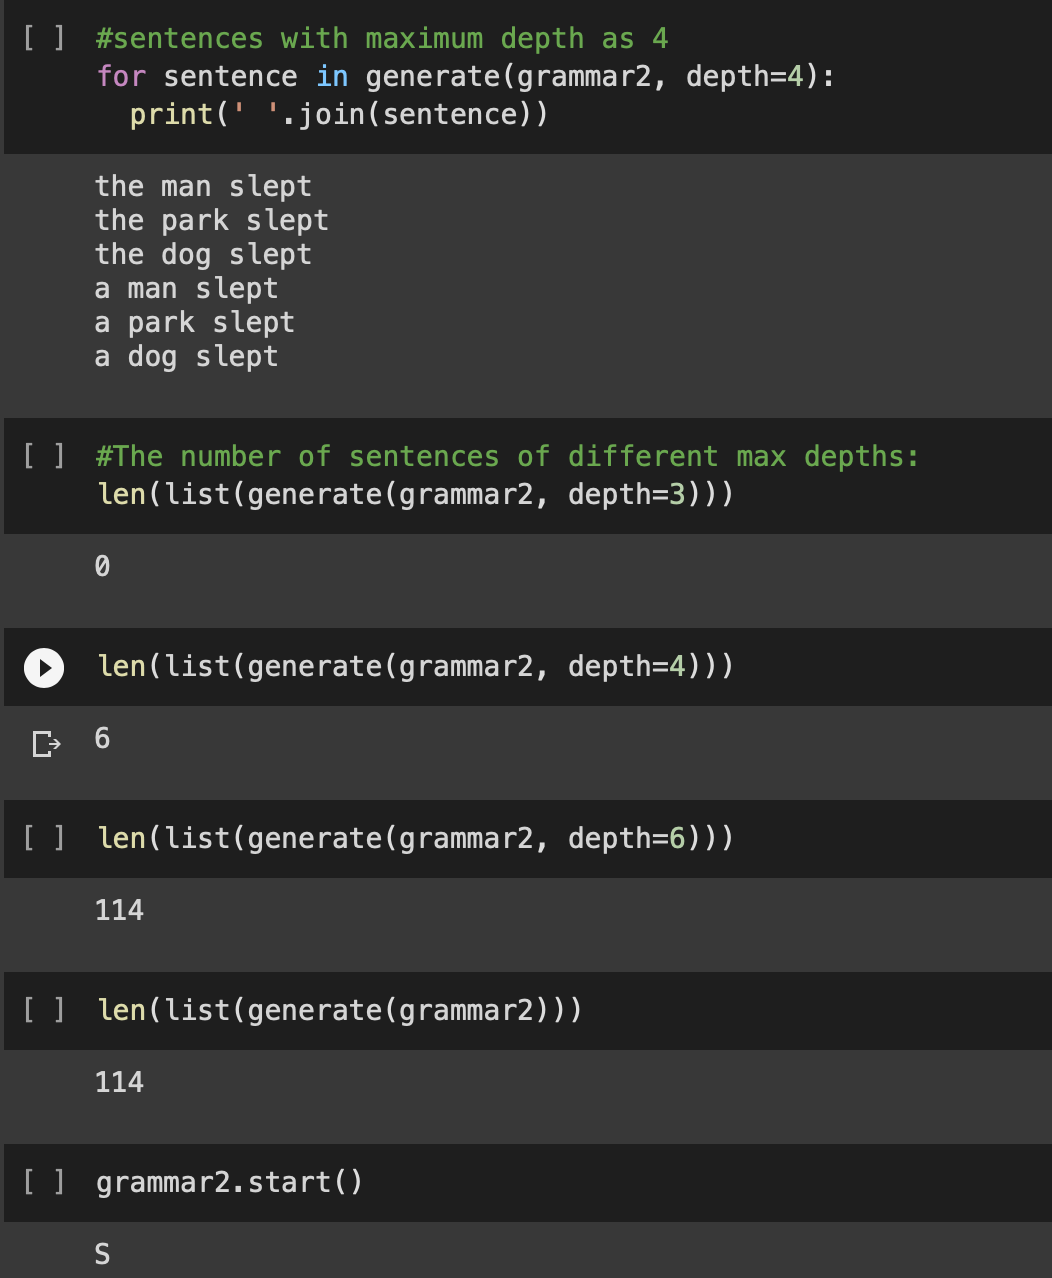 [ ] #sentences with maximum depth as 4
for sentence in generate(grammar2, depth=4):
  print(' '.join(sentence))
the man slept
the park slept
the dog slept
a man slept
a park slept
a dog slept
[ ] #The number of sentences of different max depths:
len(list(generate(grammar2, depth=3)))
0
len(list(generate(grammar2, depth=4)))
6
[ ] len(list(generate(grammar2, depth=6)))
114
[ ] len(list(generate(grammar2)))
114
[ ] grammar2.start()
S